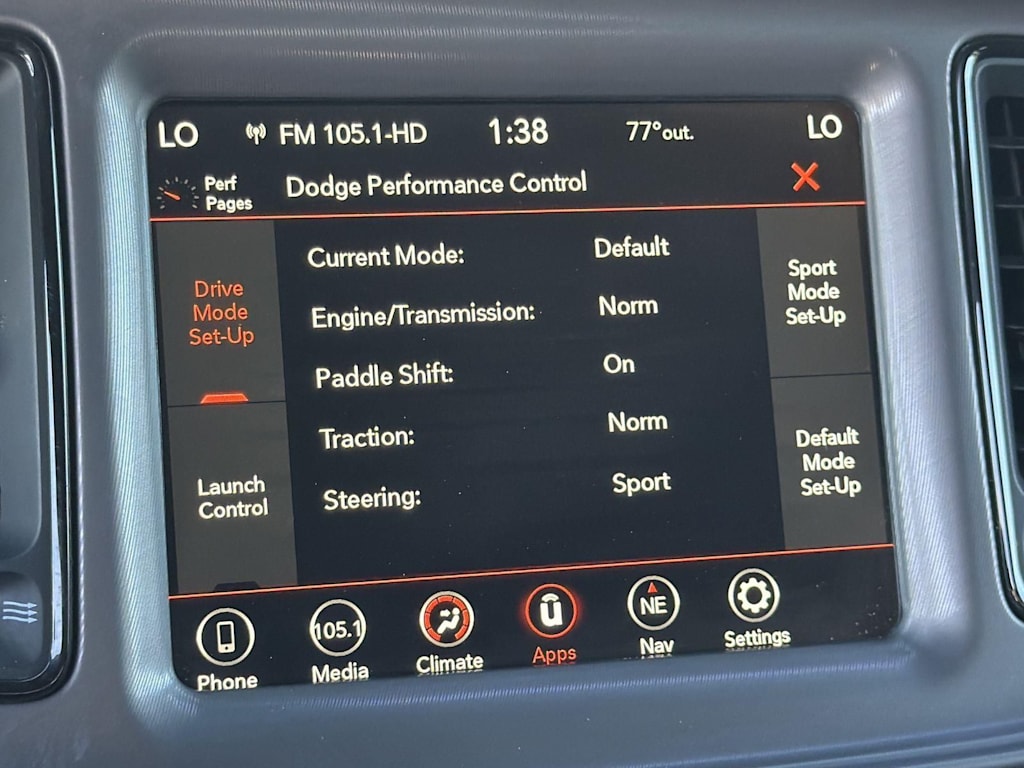 LO FM 105.1-HD 1:38 77°out. LO
Perf
Pages
Dodge Performance Control
Drive
Mode
Set-Up
Launch
Control
Current Mode: Default
Engine/Transmission: Norm
Paddle Shift: On
Traction: Norm
Steering: Sport
Sport
Mode
Set-Up
Default
Mode
Set-Up
105.1
NE
Phone Media Climate Apps Nav Settings